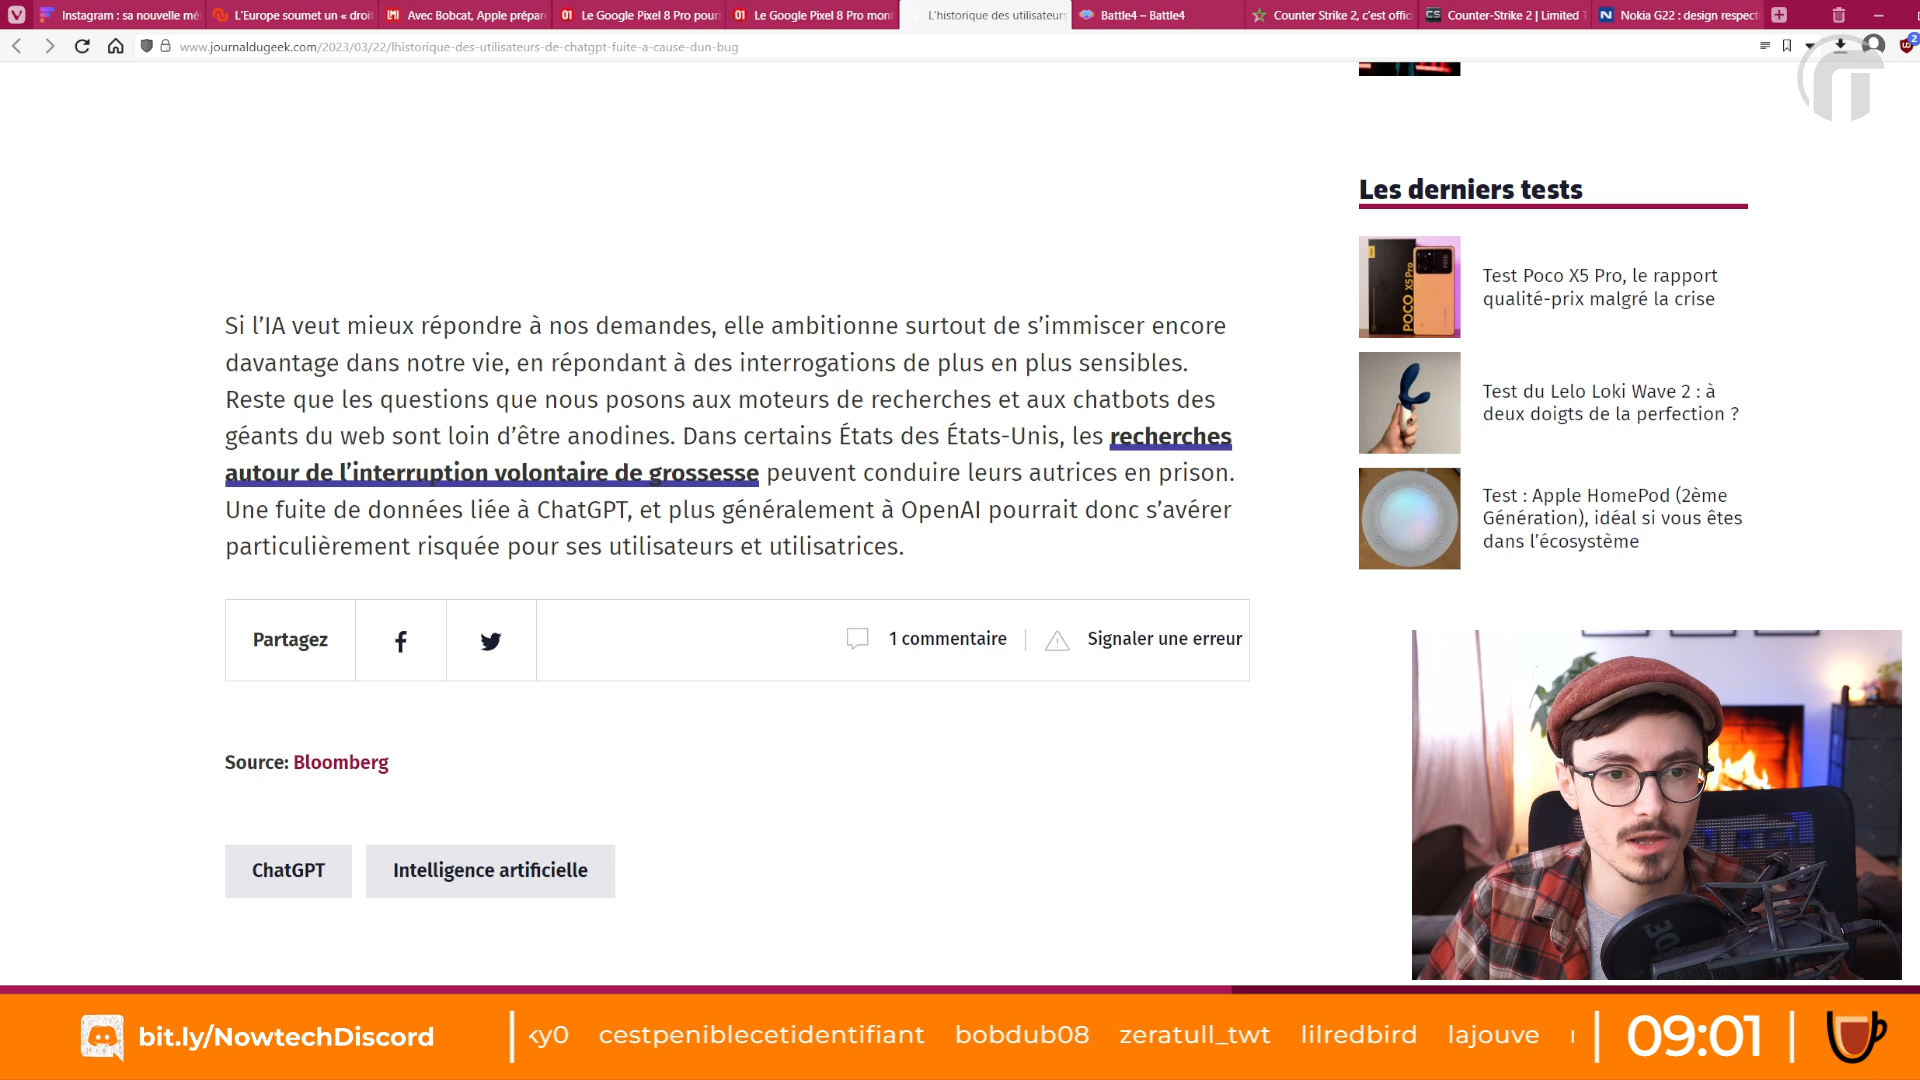 Instagram : sa nouvelle mé
L'Europe soumet un « droit
Avec Bobcat, Apple prépar
01 Le Google Pixel 8 Pro pour
01 Le Google Pixel 8 Pro mon
L'historique des utilisateurs
Battle4 – Battle4
Counter Strike 2, c'est offic
CS Counter-Strike 2 | Limited T
N Nokia G22 : design respect
www.journaldugeek.com/2023/03/22/lhistorique-des-utilisateurs-de-chatgpt-fuite-a-cause-dun-bug
2
Les derniers tests
POCO X5 Pro
Test Poco X5 Pro, le rapport
qualité-prix malgré la crise
Test du Lelo Loki Wave 2 : à
deux doigts de la perfection ?
Test : Apple HomePod (2ème
Génération), idéal si vous êtes
dans l'écosystème
Si l'IA veut mieux répondre à nos demandes, elle ambitionne surtout de s'immiscer encore
davantage dans notre vie, en répondant à des interrogations de plus en plus sensibles.
Reste que les questions que nous posons aux moteurs de recherches et aux chatbots des
géants du web sont loin d'être anodines. Dans certains États des États-Unis, les recherches
autour de l'interruption volontaire de grossesse peuvent conduire leurs autrices en prison.
Une fuite de données liée à ChatGPT, et plus généralement à OpenAI pourrait donc s'avérer
particulièrement risquée pour ses utilisateurs et utilisatrices.
Partagez
1 commentaire
Signaler une erreur
Source: Bloomberg
ChatGPT
Intelligence artificielle
bit.ly/NowtechDiscord
ky0 cestpeniblecetidentifiant bobdub08 zeratull_twt lilredbird lajouve
09:01